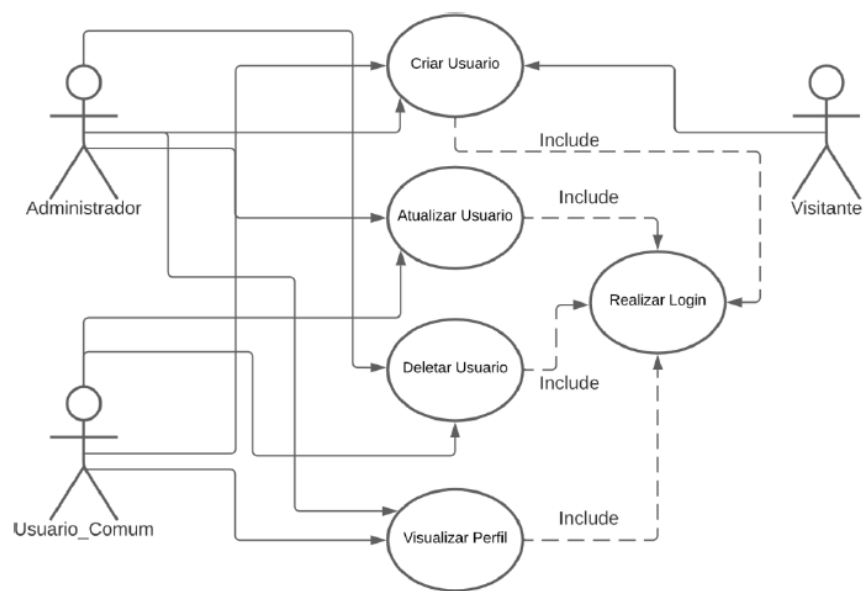 Criar Usuario
Include
Administrador
Atualizar Usuario
Include
Visitante
Realizar Login
Deletar Usuario
Include
Usuario_Comum
Visualizar Perfil
Include